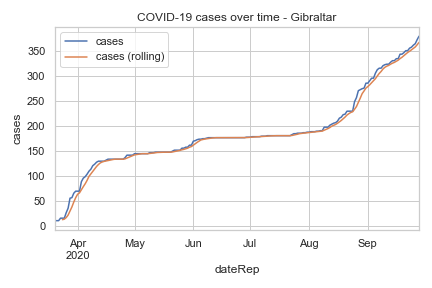 COVID-19 cases over time - Gibraltar
cases
cases (rolling)
350
300
250
200
150
100
50
0
cases
Apr May Jun Jul Aug Sep
2020
dateRep